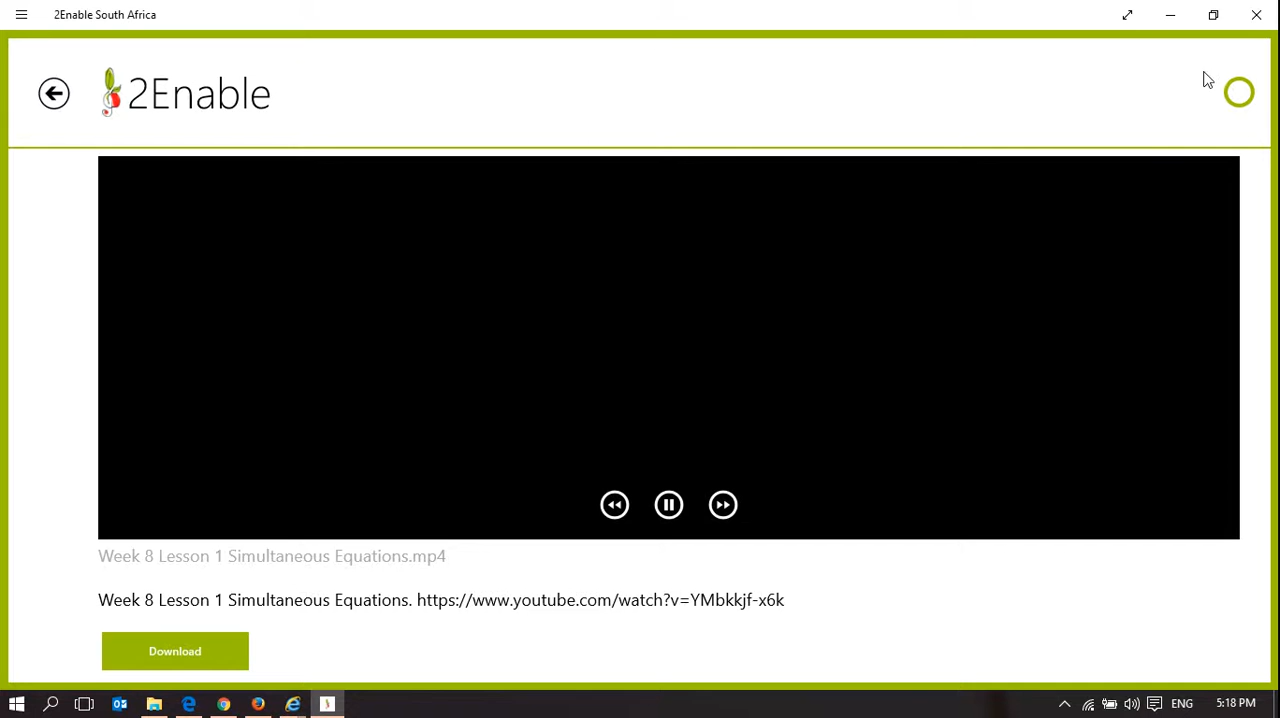 2Enable South Africa
2Enable
Week 8 Lesson 1 Simultaneous Equations.mp4
Week 8 Lesson 1 Simultaneous Equations. https://www.youtube.com/watch?v=YMbkkjf-x6k
Download
ENG
5:18 PM